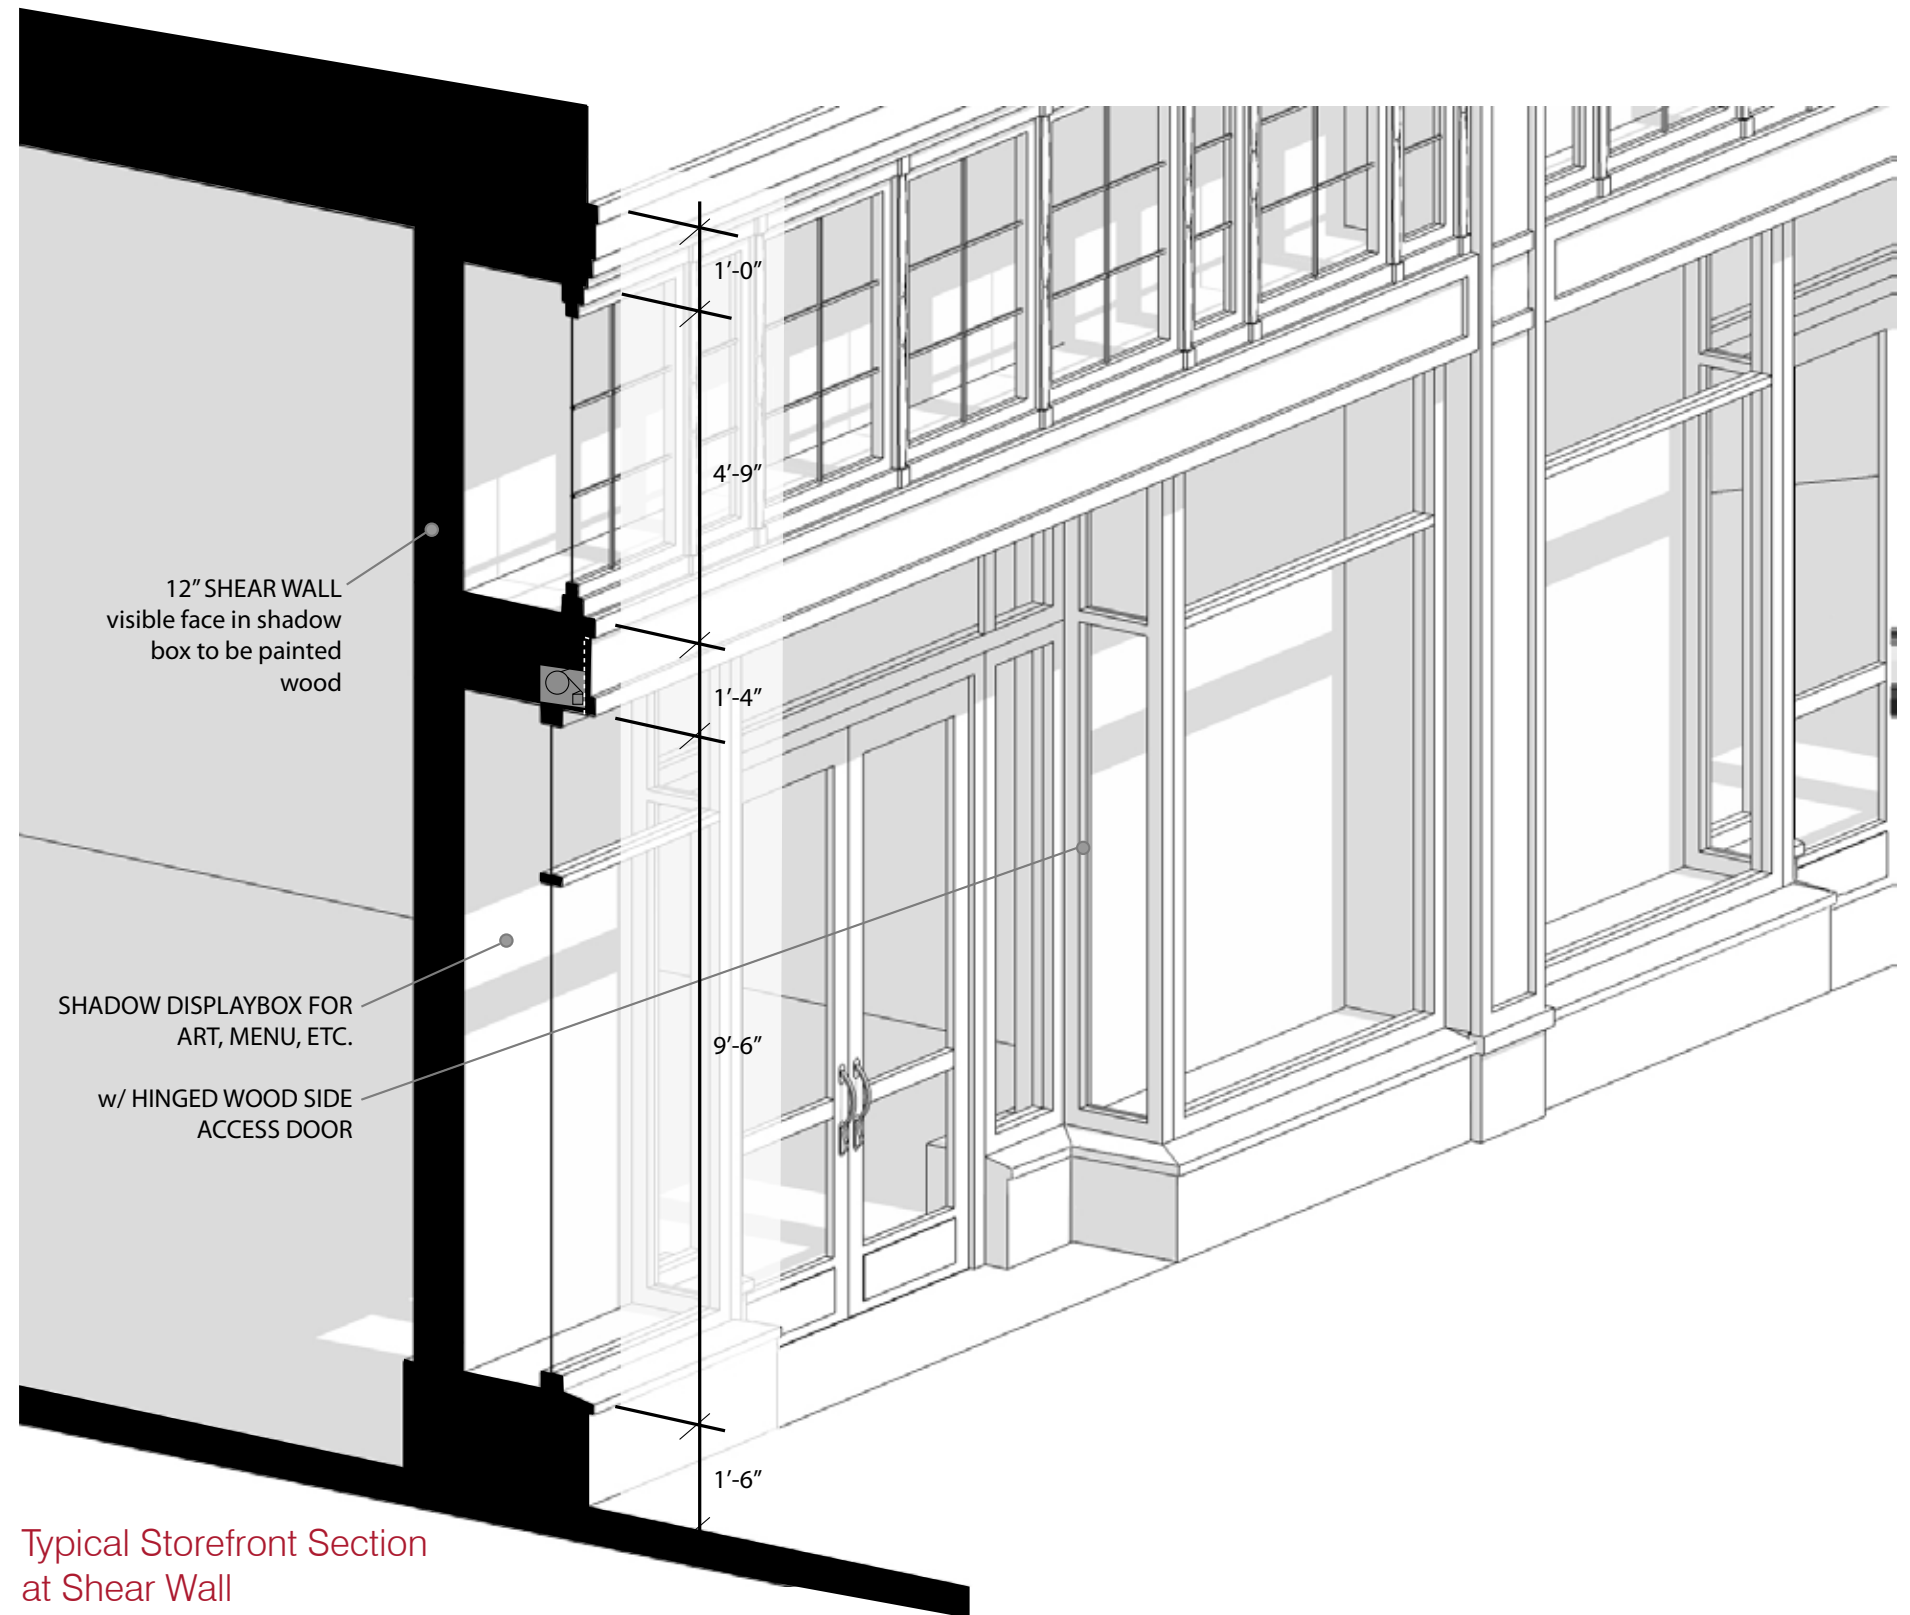 1’-0”
4’-9”
12” SHEAR WALL
visible face in shadow
box to be painted
wood
1’-4”
SHADOW DISPLAYBOX FOR
ART, MENU, ETC.
9’-6”
w/ HINGED WOOD SIDE
ACCESS DOOR
1’-6”
Typical Storefront Section
at Shear Wall